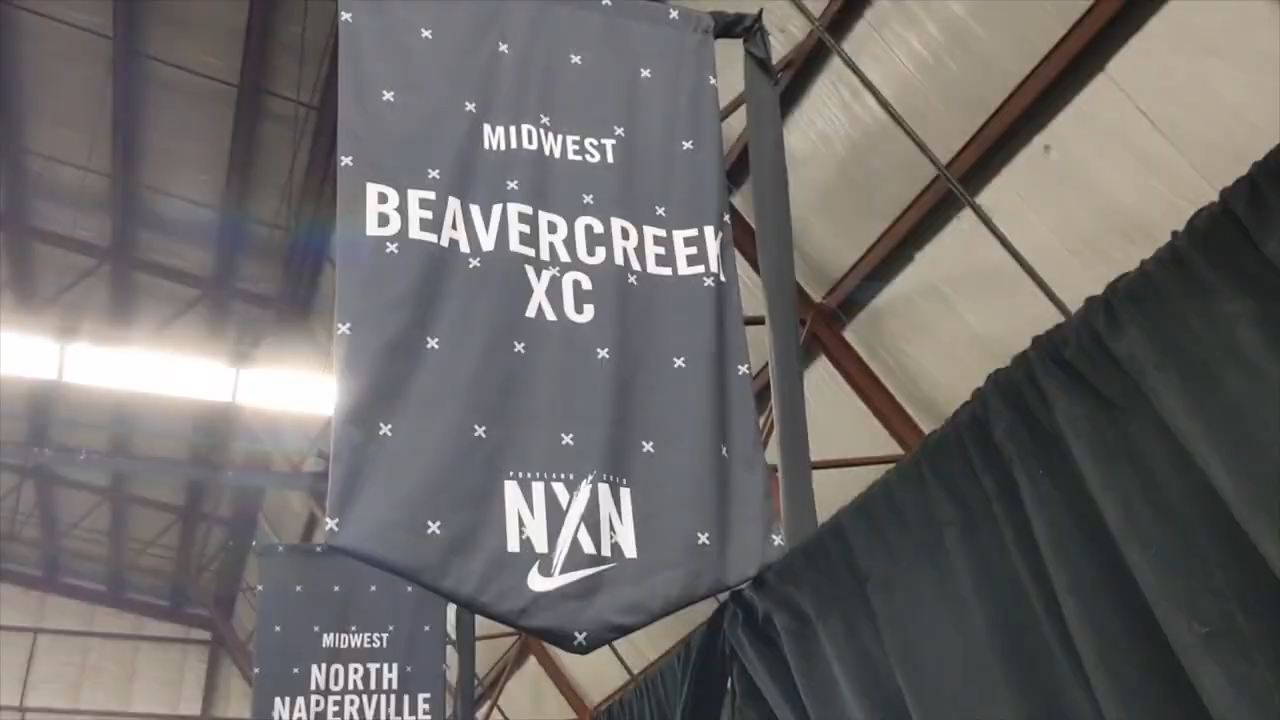 MIDWEST
BEAVERCREEK
XC
NXN
MIDWEST
NORTH
NAPERVILLE